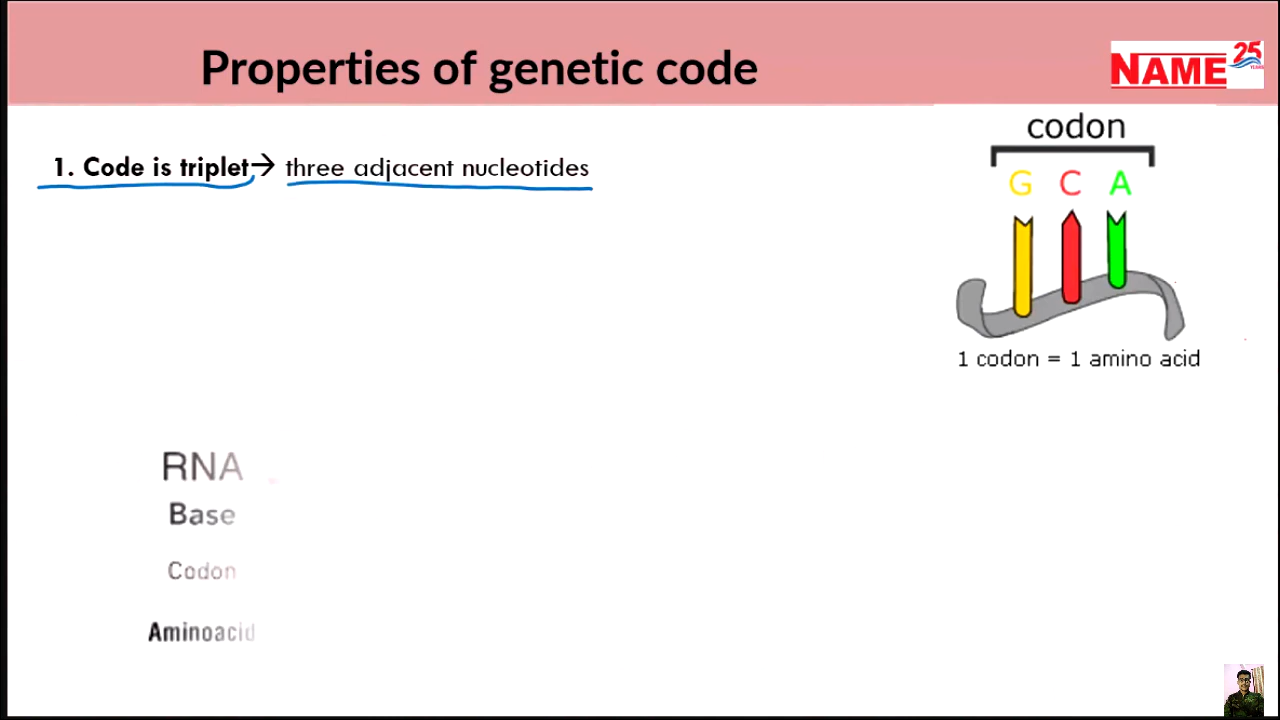 Properties of genetic code
NAME 25
YEARS
codon
1. Code is triplet→ three adjacent nucleotides
G C A
1 codon = 1 amino acid
RNA
Base
Codon
Aminoacid